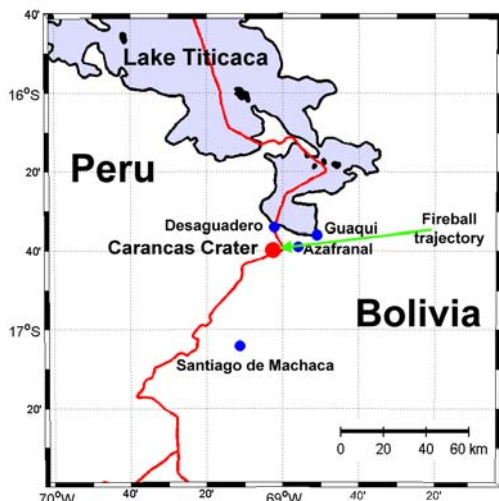 40'
Lake Titicaca
16°S
20'
Peru
Desaguadero
Guaqui
Fireball
trajectory
40'
Carancas Crater
Azafranal
Bolivia
17°S
Santiago de Machaca
20'
0 20 40 60 km
70°W 40' 20' 69°W 40' 20'